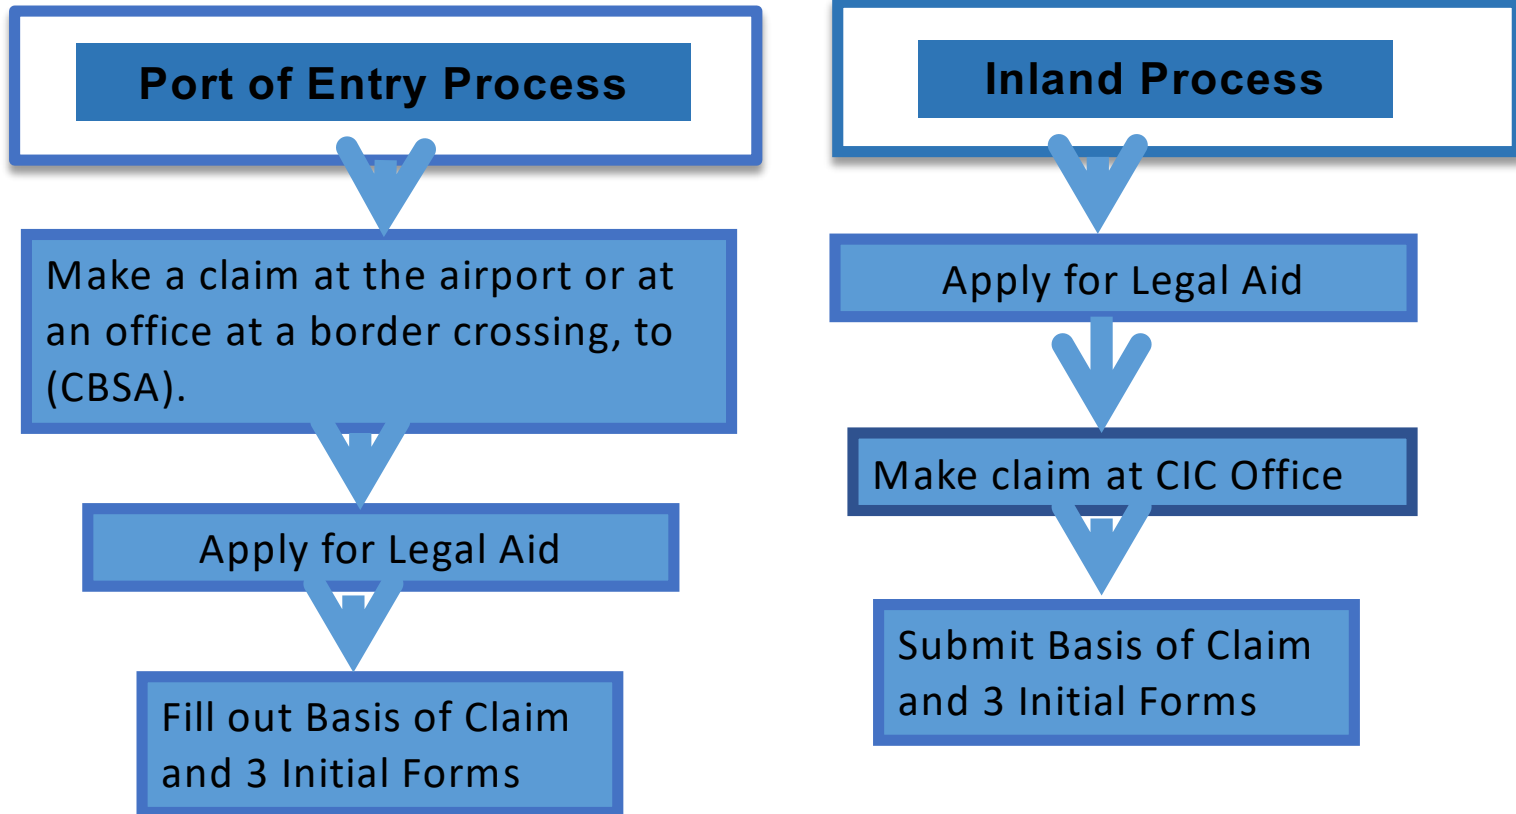 Port of Entry Process
Make a claim at the airport or at
an office at a border crossing, to
(CBSA).
Apply for Legal Aid
Fill out Basis of Claim
and 3 Initial Forms
Inland Process
Apply for Legal Aid
Make claim at CIC Office
Submit Basis of Claim
and 3 Initial Forms